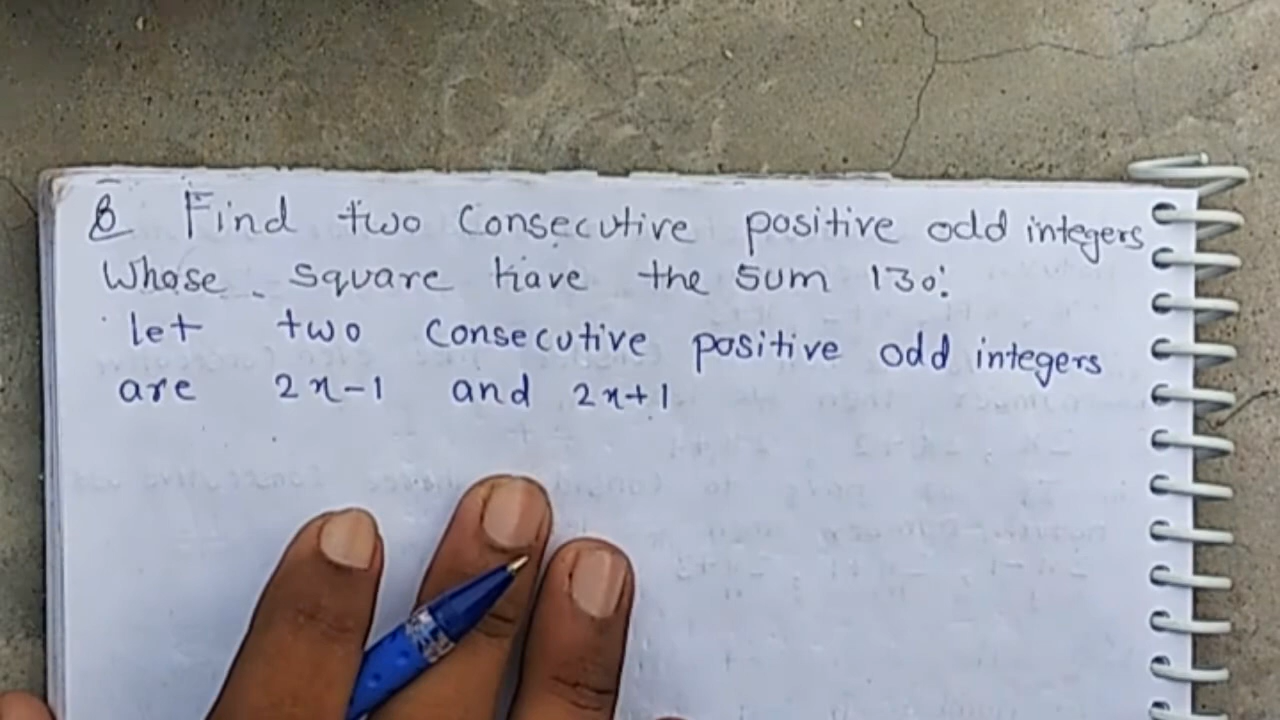 Q Find two Consecutive positive odd integers
Whose square have the sum 130:
let two consecutive positive odd integers
are 2x-1 and 2x+1